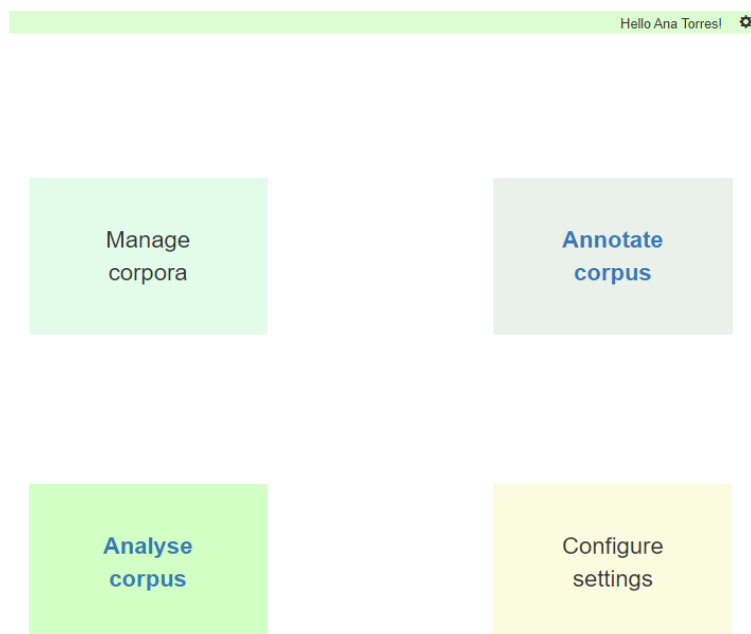 Hello Ana Torres!
Manage
corpora
Annotate
corpus
Analyse
corpus
Configure
settings